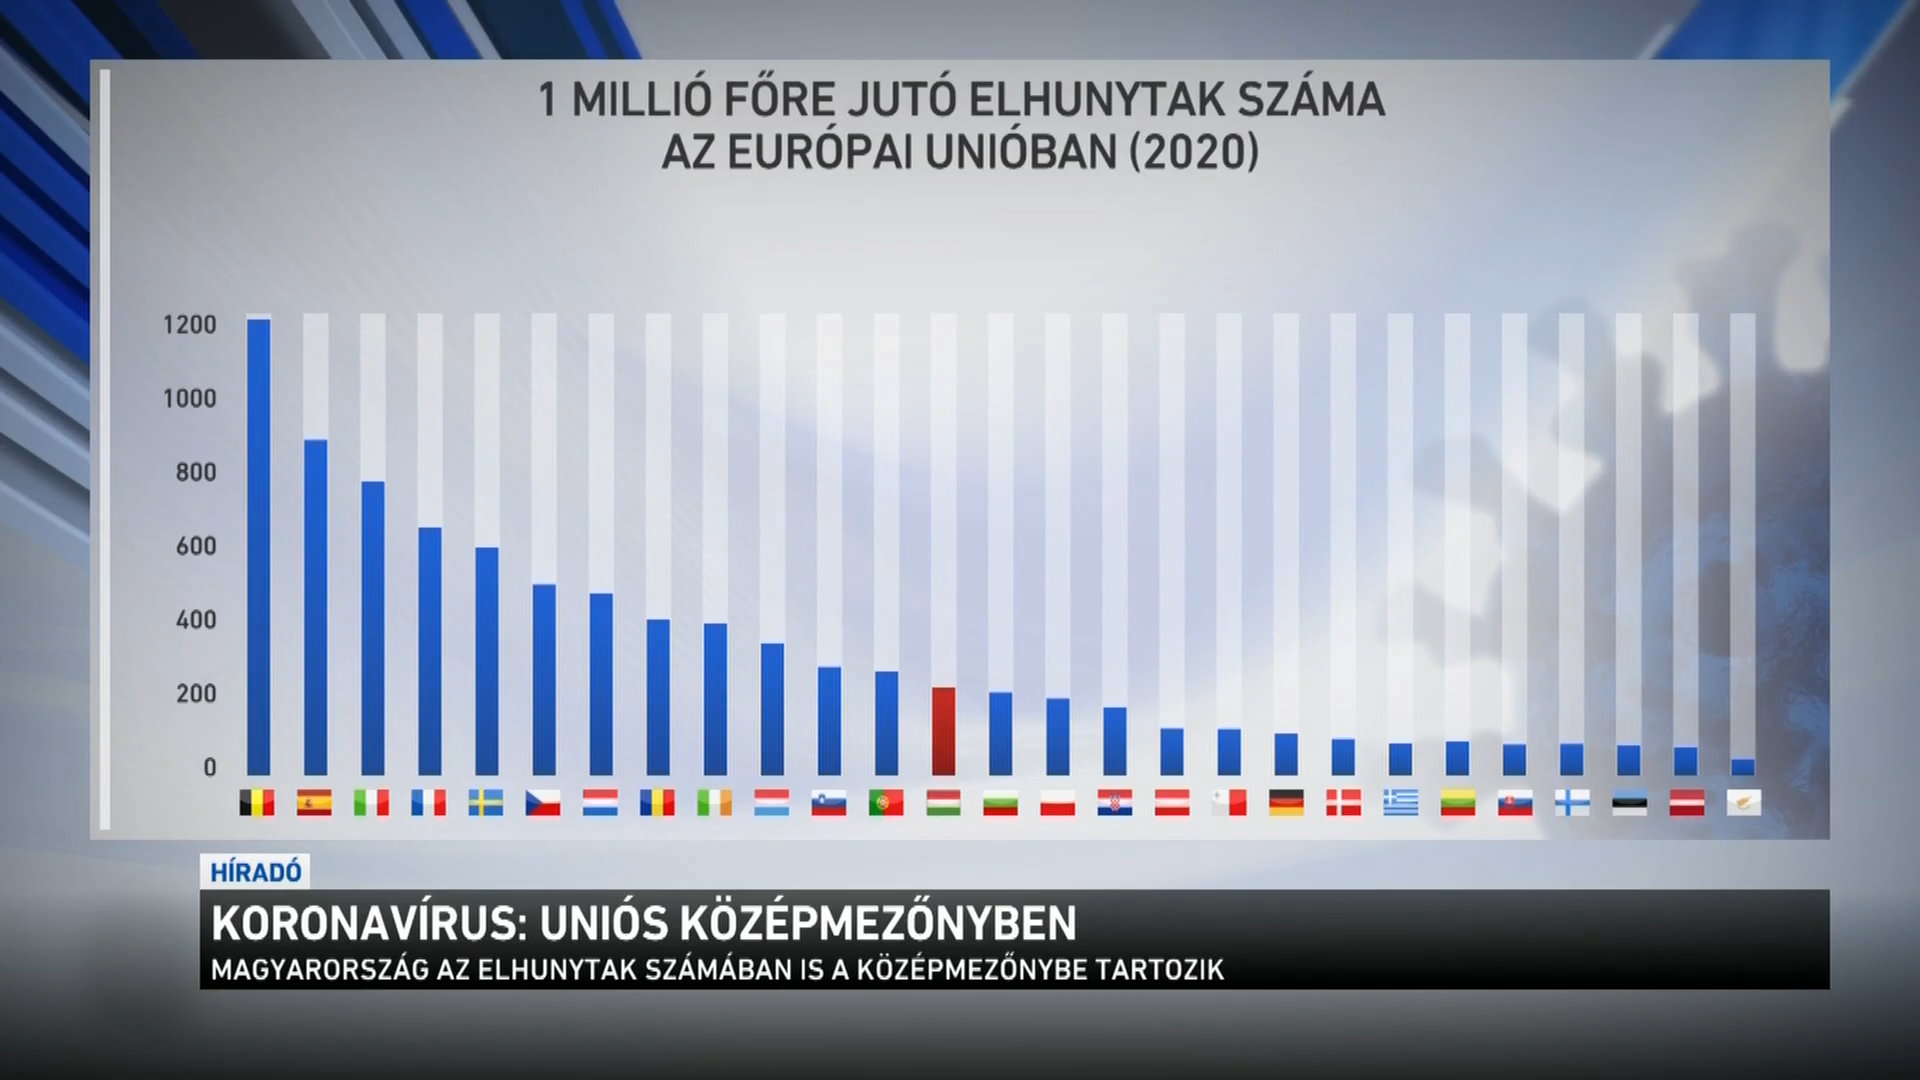 1 MILLIÓ FŐRE JUTÓ ELHUNYTAK SZÁMA
AZ EURÓPAI UNIÓBAN (2020)
1200
1000
800
600
400
200
0
HÍRADÓ
KORONAVÍRUS: UNIÓS KÖZÉPMEZŐNYBEN
MAGYARORSZÁG AZ ELHUNYTAK SZÁMÁBAN IS A KÖZÉPMEZŐNYBE TARTOZIK